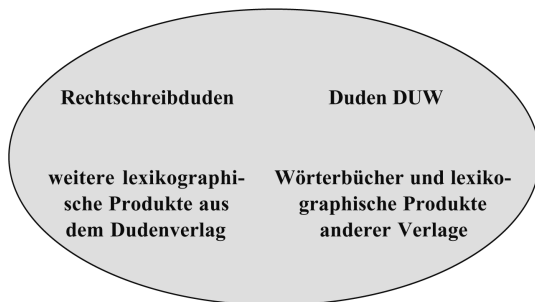 Rechtschreibduden
Duden DUW
weitere lexikographi-
sche Produkte aus
dem Dudenverlag
Wörterbücher und lexiko-
graphische Produkte
anderer Verlage